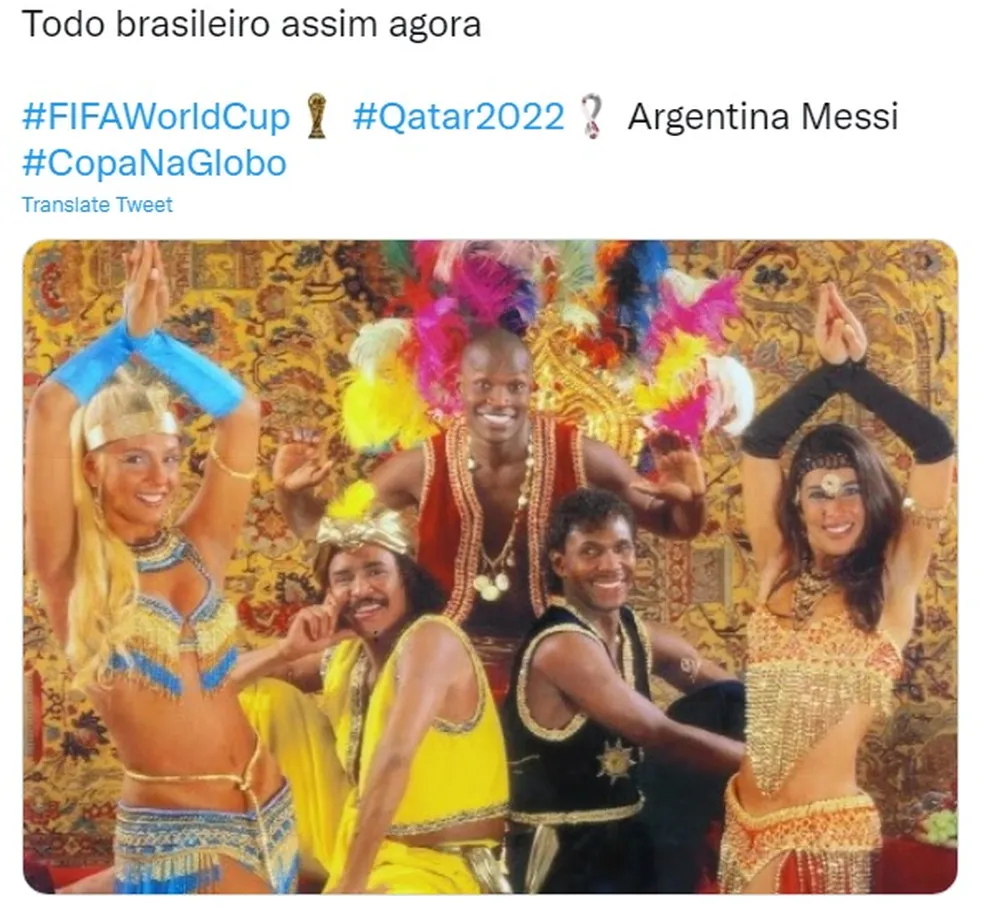 Todo brasileiro assim agora
#FIFAWorldCup #Qatar2022 Argentina Messi
#CopaNaGlobo
Translate Tweet